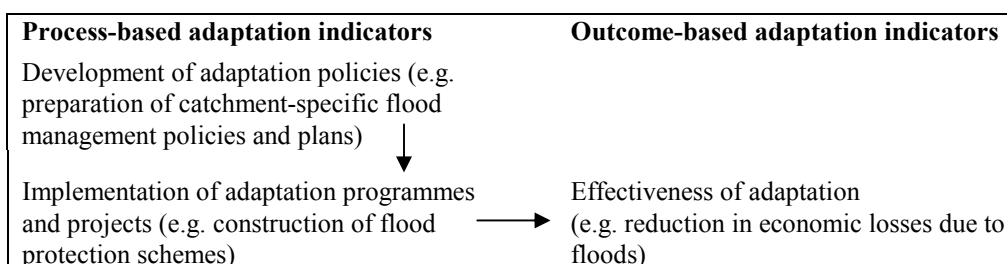 Process-based adaptation indicators
Outcome-based adaptation indicators
Development of adaptation policies (e.g.
preparation of catchment-specific flood
management policies and plans)
Implementation of adaptation programmes
and projects (e.g. construction of flood
protection schemes)
Effectiveness of adaptation
(e.g. reduction in economic losses due to
floods)